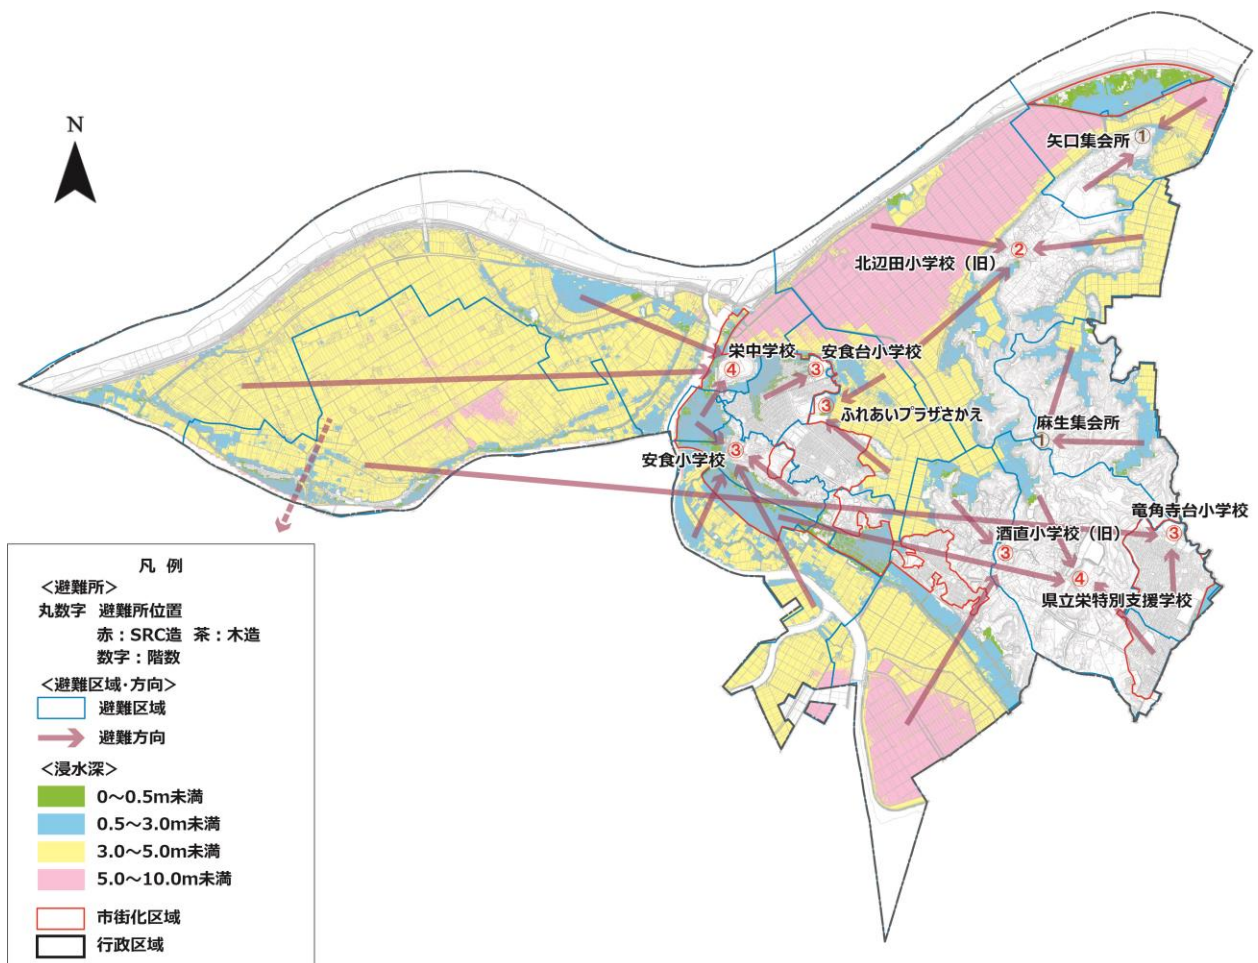 N
矢口集会所
①
②
北辺田小学校（旧）
栄中学校
安食台小学校
④
③
③
ふれあいプラザさかえ
麻生集会所
①
安食小学校
③
竜角寺台小学校
③
酒直小学校（旧）
③
④
県立栄特別支援学校
凡 例
＜避難所＞
丸数字 避難所位置
赤：SRC造 茶：木造
数字：階数
＜避難区域・方向＞
避難区域
避難方向
＜浸水深＞
0～0.5m未満
0.5～3.0m未満
3.0～5.0m未満
5.0～10.0m未満
市街化区域
行政区域